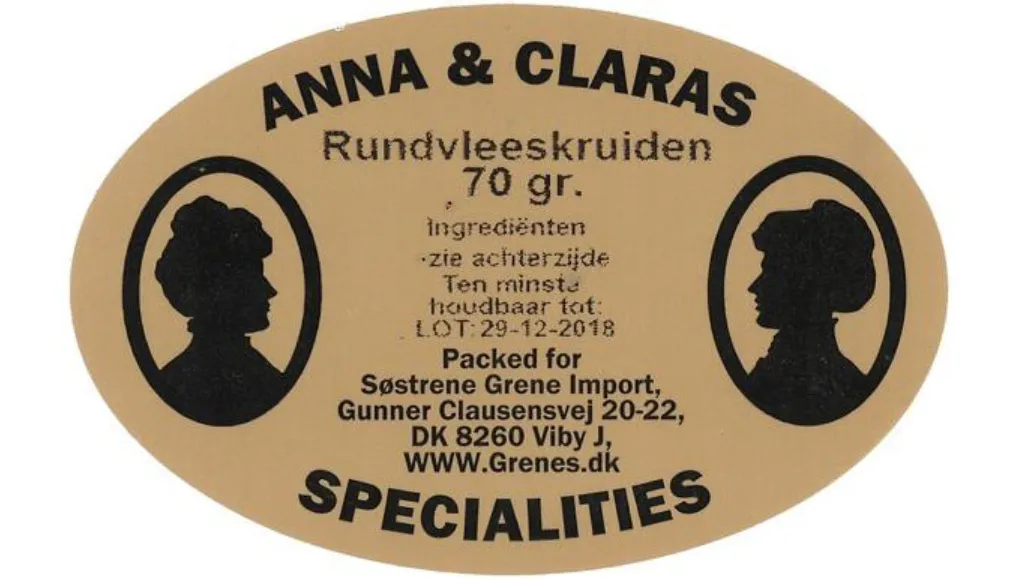 ANNA & CLARAS
Rundvleeskruiden
70 gr.
Ingrediënten
zie achterzijde
Ten minste
houdbaar tot:
LOT: 29-12-2018
Packed for
Søstrene Grene Import,
Gunner Clausensvej 20-22,
DK 8260 Viby J,
WWW.Grenes.dk
SPECIALITIES